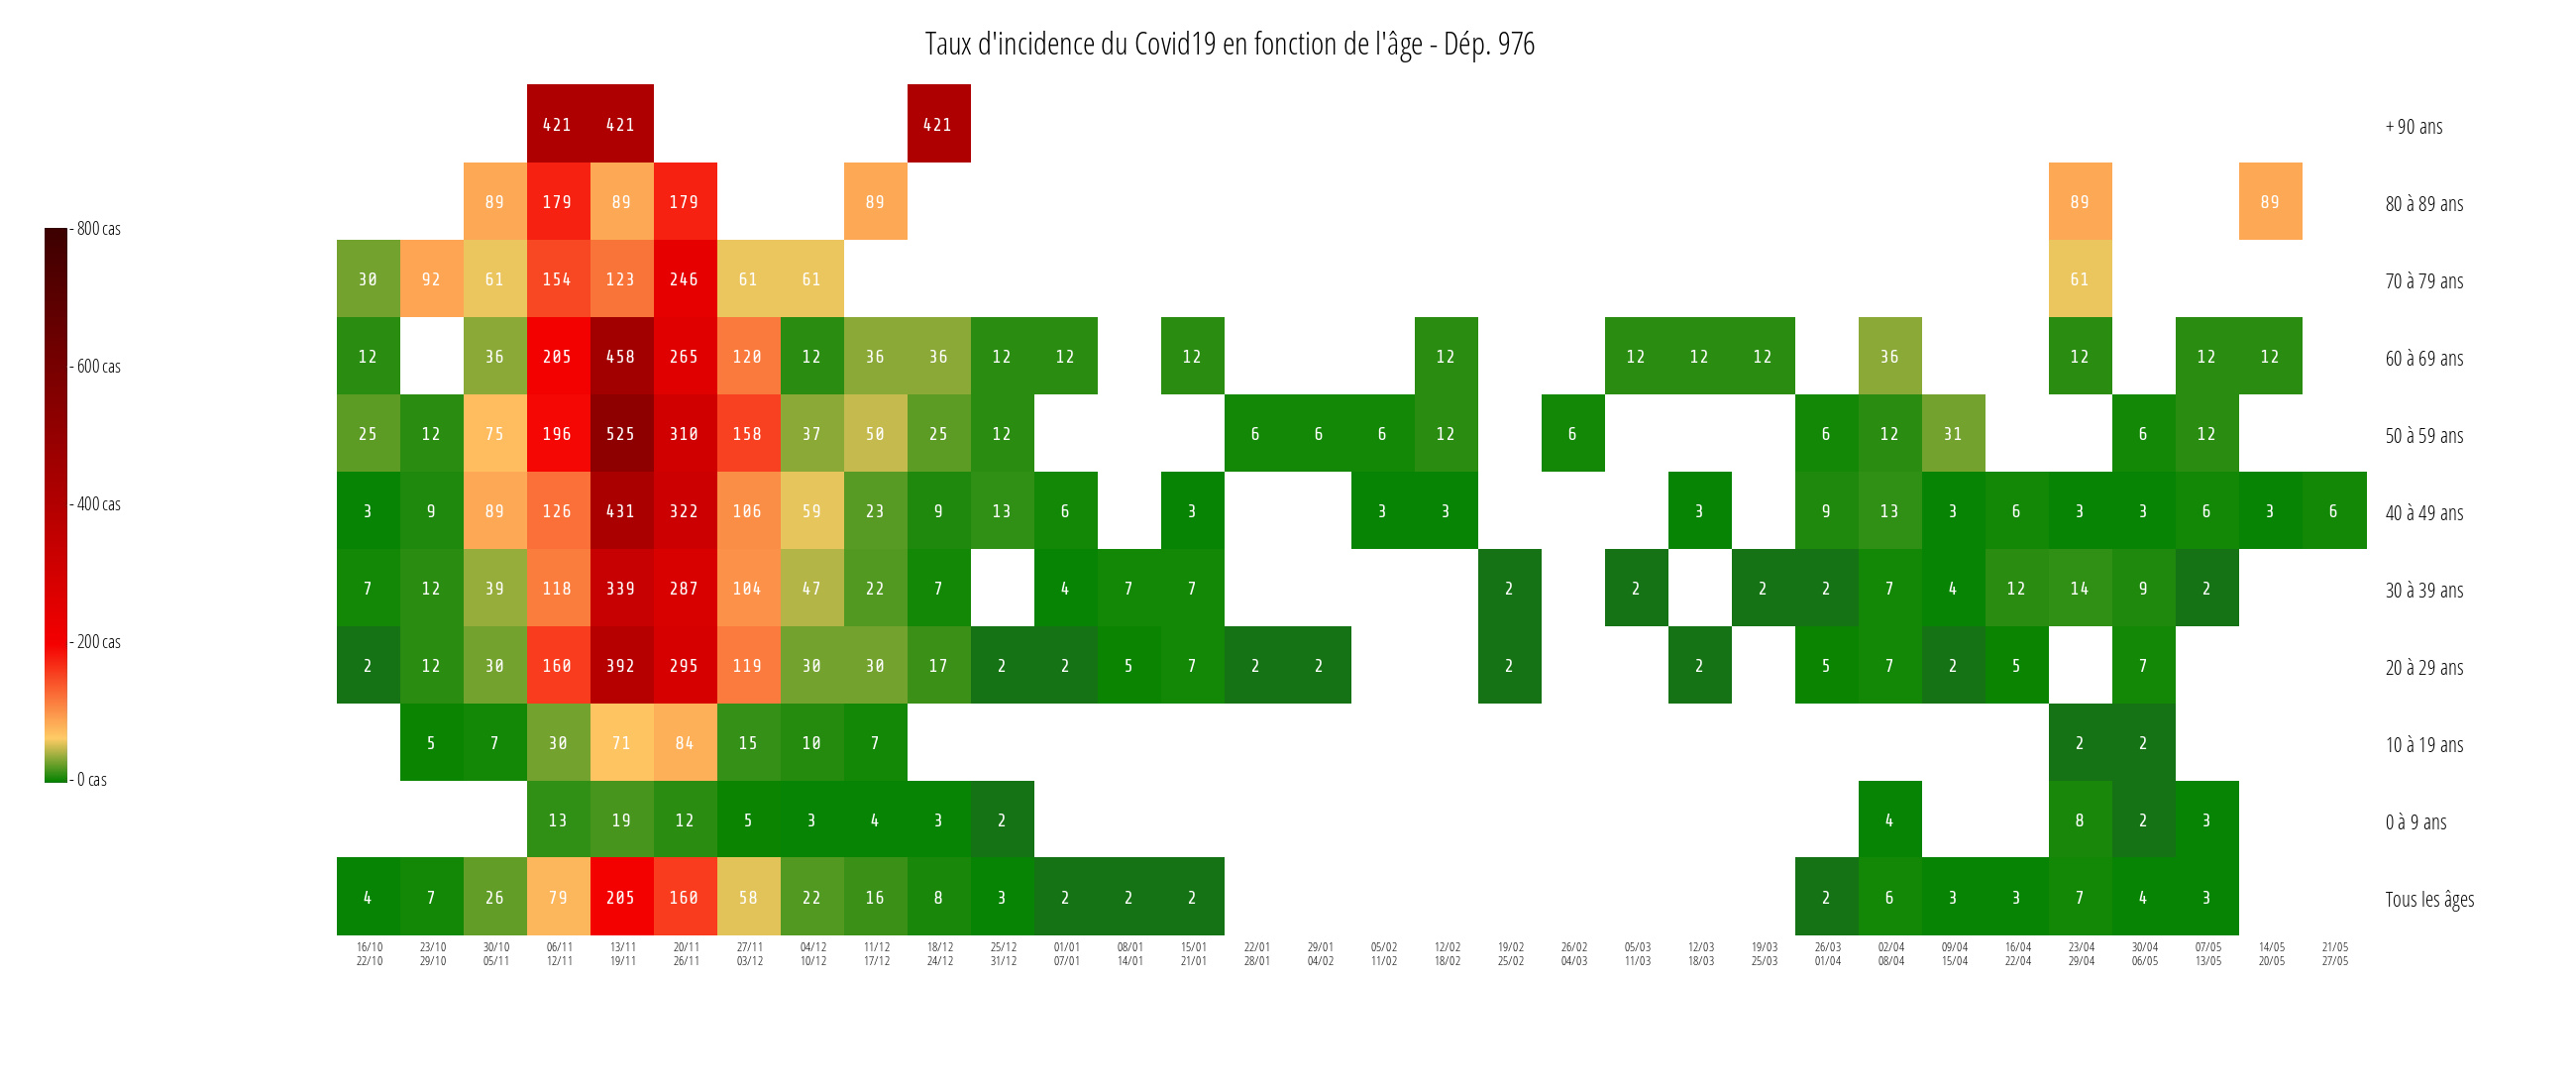 Taux d'incidence du Covid19 en fonction de l'âge - Dép. 976
- 800 cas
- 600 cas
- 400 cas
- 200 cas
- 0 cas
421 421 421 + 90 ans
89 179 89 179 89 89 89 80 à 89 ans
30 92 61 154 123 246 61 61 61 70 à 79 ans
12 36 205 458 265 120 12 36 36 12 12 12 12 12 12 12 36 12 12 12 60 à 69 ans
25 12 75 196 525 310 158 37 50 25 12 6 6 6 12 6 6 12 31 6 12 50 à 59 ans
3 9 89 126 431 322 106 59 23 9 13 6 3 3 3 3 9 13 3 6 3 3 6 3 6 40 à 49 ans
7 12 39 118 339 287 104 47 22 7 4 7 7 2 2 2 2 7 4 12 14 9 2 30 à 39 ans
2 12 30 160 392 295 119 30 30 17 2 2 5 7 2 2 2 2 5 7 2 5 7 20 à 29 ans
5 7 30 71 84 15 10 7 2 2 10 à 19 ans
13 19 12 5 3 4 3 2 4 8 2 3 0 à 9 ans
4 7 26 79 205 160 58 22 16 8 3 2 2 2 2 6 3 3 7 4 3 Tous les âges
16/10 23/10 30/10 06/11 13/11 20/11 27/11 04/12 11/12 18/12 25/12 01/01 08/01 15/01 22/01 29/01 05/02 12/02 19/02 26/02 05/03 12/03 19/03 26/03 02/04 09/04 16/04 23/04 30/04 07/05 14/05 21/05
22/10 29/10 05/11 12/11 19/11 26/11 03/12 10/12 17/12 24/12 31/12 07/01 14/01 21/01 28/01 04/02 11/02 18/02 25/02 04/03 11/03 18/03 25/03 01/04 08/04 15/04 22/04 29/04 06/05 13/05 20/05 27/05